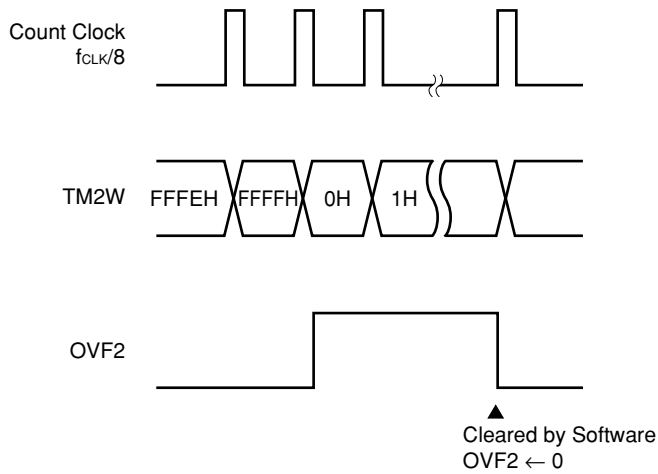 Count Clock
fCLK/8
TM2W
FFFEH
FFFFH
0H
1H
OVF2
Cleared by Software
OVF2 ← 0